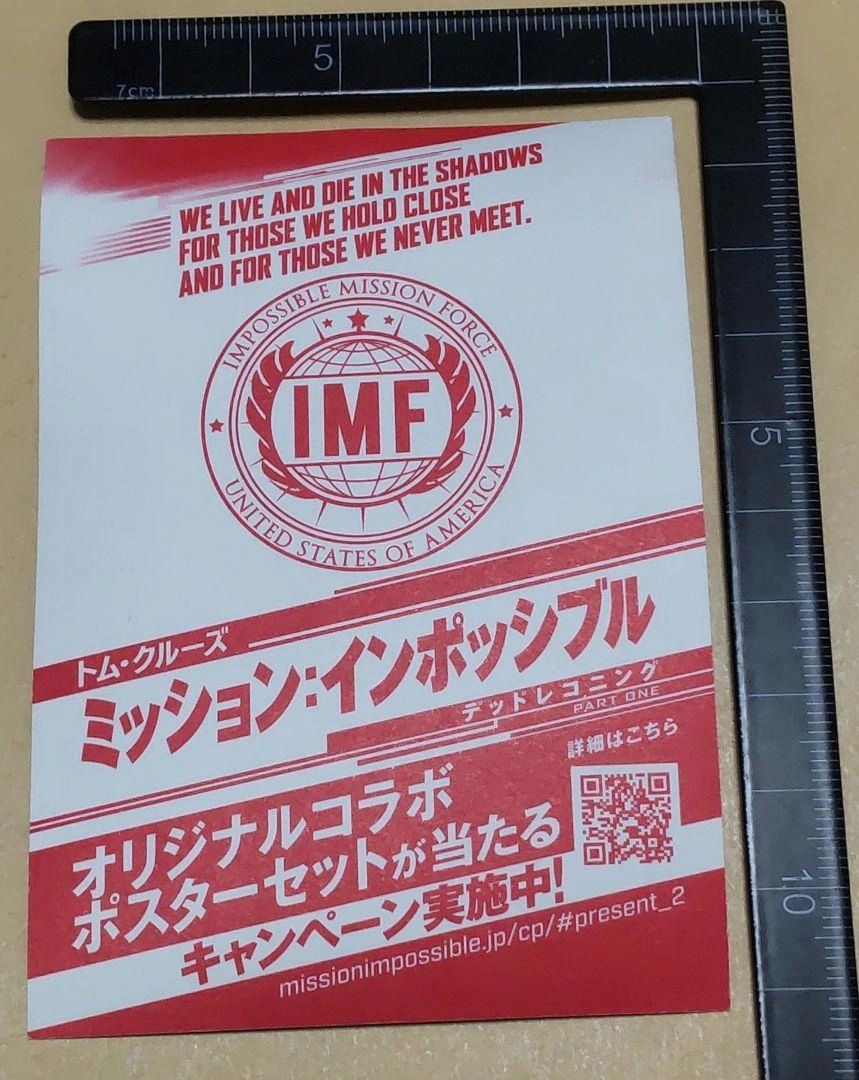 7cm
5
WE LIVE AND DIE IN THE SHADOWS
FOR THOSE WE HOLD CLOSE
AND FOR THOSE WE NEVER MEET.
IMPOSSIBLE MISSION FORCE
IMF
UNITED STATES OF AMERICA
5
トム・クルーズ
ミッション:インポッシブル
デッドレコニング
PART ONE
詳細はこちら
オリジナルコラボ
ポスターセットが当たる
キャンペーン実施中!
missionimpossible.jp/cp/#present_2
10